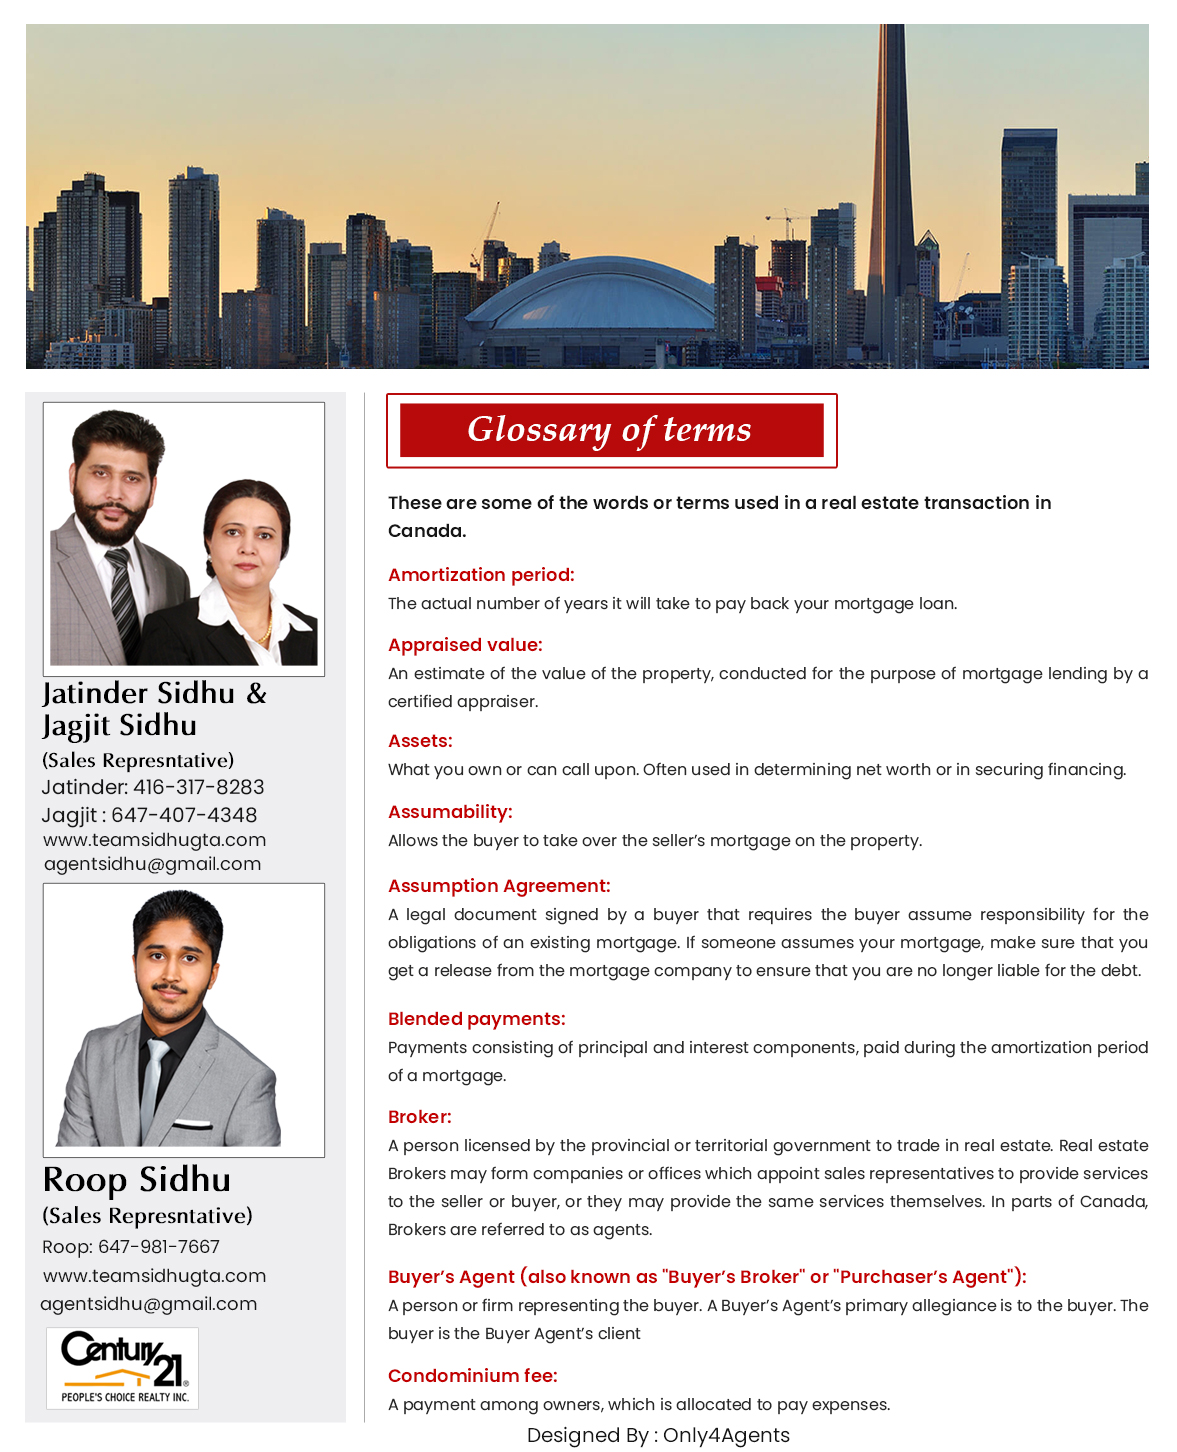 Jatinder Sidhu &
Jagjit Sidhu
(Sales Represntative)
Jatinder: 416-317-8283
Jagjit : 647-407-4348
www.teamsidhugta.com
agentsidhu@gmail.com
Roop Sidhu
(Sales Represntative)
Roop: 647-981-7667
www.teamsidhugta.com
agentsidhu@gmail.com
Century 21®
PEOPLE'S CHOICE REALTY INC.
Glossary of terms
These are some of the words or terms used in a real estate transaction in
Canada.
Amortization period:
The actual number of years it will take to pay back your mortgage loan.
Appraised value:
An estimate of the value of the property, conducted for the purpose of mortgage lending by a
certified appraiser.
Assets:
What you own or can call upon. Often used in determining net worth or in securing financing.
Assumability:
Allows the buyer to take over the seller’s mortgage on the property.
Assumption Agreement:
A legal document signed by a buyer that requires the buyer assume responsibility for the
obligations of an existing mortgage. If someone assumes your mortgage, make sure that you
get a release from the mortgage company to ensure that you are no longer liable for the debt.
Blended payments:
Payments consisting of principal and interest components, paid during the amortization period
of a mortgage.
Broker:
A person licensed by the provincial or territorial government to trade in real estate. Real estate
Brokers may form companies or offices which appoint sales representatives to provide services
to the seller or buyer, or they may provide the same services themselves. In parts of Canada,
Brokers are referred to as agents.
Buyer’s Agent (also known as "Buyer’s Broker" or "Purchaser’s Agent"):
A person or firm representing the buyer. A Buyer’s Agent’s primary allegiance is to the buyer. The
buyer is the Buyer Agent’s client
Condominium fee:
A payment among owners, which is allocated to pay expenses.
Designed By : Only4Agents